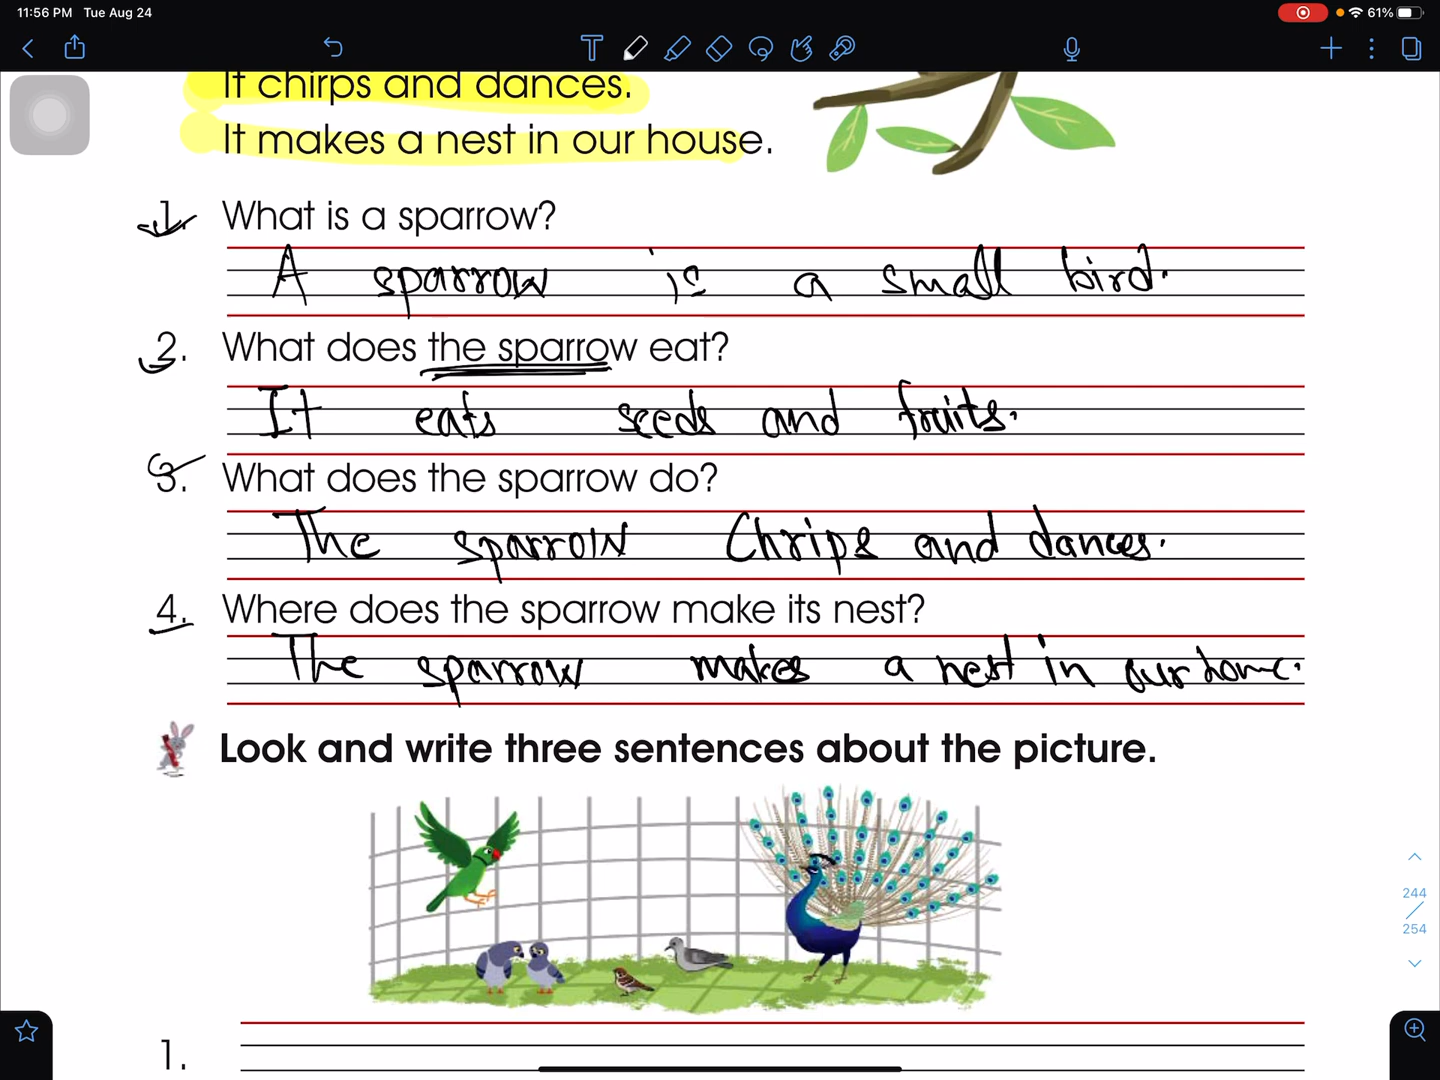 11:56 PM Tue Aug 24
61%
It chirps and dances.
It makes a nest in our house.
1. What is a sparrow?
A sparrow is a small bird.
2. What does the sparrow eat?
It eats seeds and fruits.
3. What does the sparrow do?
The sparrow Chrips and dances.
4. Where does the sparrow make its nest?
The sparrow makes a nest in our home.
Look and write three sentences about the picture.
244
254
1.